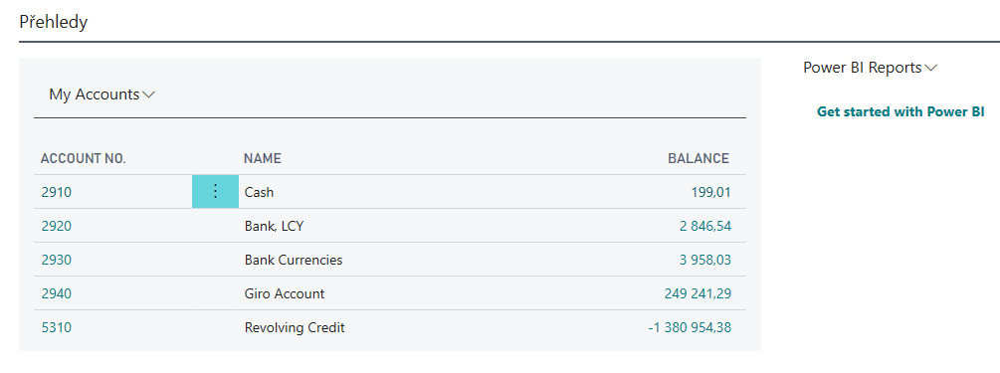 Přehledy
My Accounts
ACCOUNT NO. NAME BALANCE
2910 Cash 199,01
2920 Bank, LCY 2 846,54
2930 Bank Currencies 3 958,03
2940 Giro Account 249 241,29
5310 Revolving Credit -1 380 954,38
Power BI Reports
Get started with Power BI